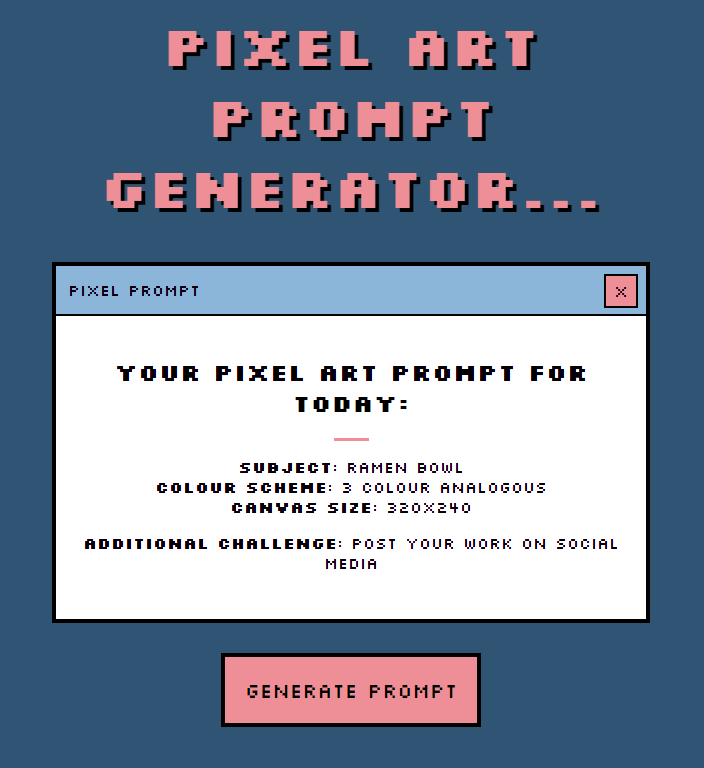 PIXEL ART
PROMPT
GENERATOR...
PIXEL PROMPT
X
YOUR PIXEL ART PROMPT FOR
TODAY:
SUBJECT: RAMEN BOWL
COLOUR SCHEME: 3 COLOUR ANALOGOUS
CANVAS SIZE: 320X240
ADDITIONAL CHALLENGE: POST YOUR WORK ON SOCIAL
MEDIA
GENERATE PROMPT